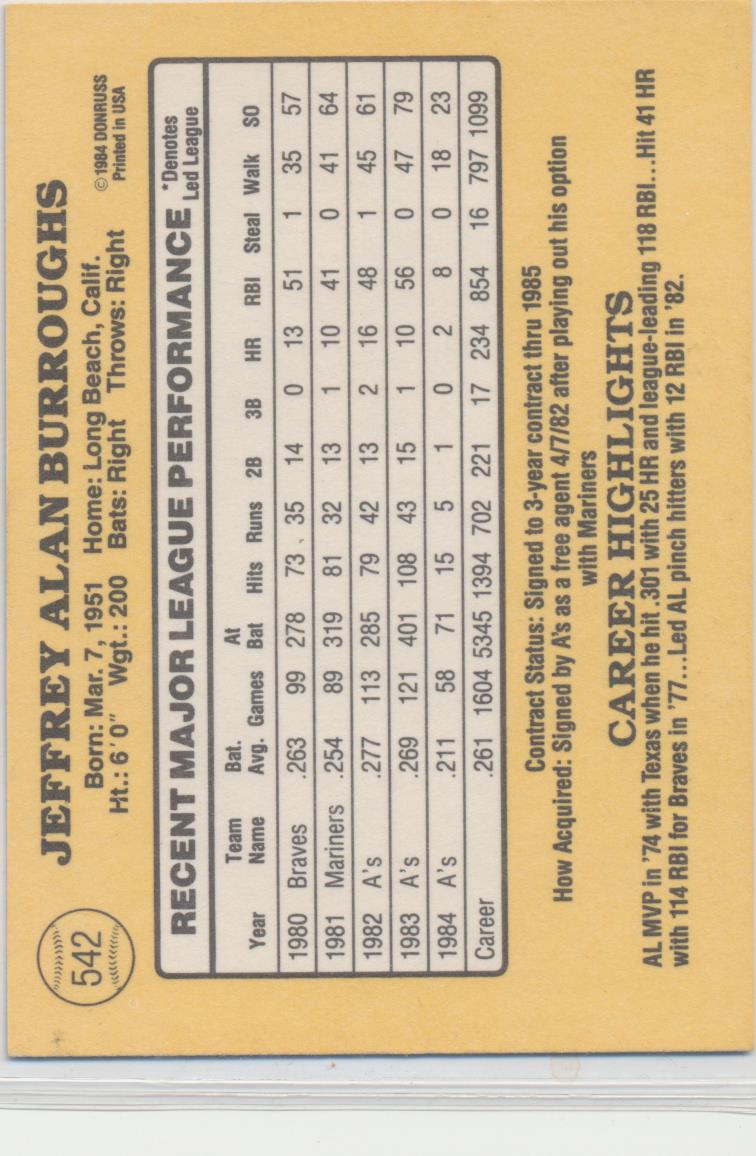 542
JEFFREY ALAN BURROUGHS
Born: Mar. 7, 1951 Home: Long Beach, Calif. ©1984 DONRUSS
Ht.: 6'0" Wgt.: 200 Bats: Right Throws: Right Printed in USA
RECENT MAJOR LEAGUE PERFORMANCE *Denotes Led League
Year Team Name Bat. Avg. Games At Bat Hits Runs 2B 3B HR RBI Steal Walk SO
1980 Braves .263 99 278 73 35 14 0 13 51 1 35 57
1981 Mariners .254 89 319 81 32 13 1 10 41 0 41 64
1982 A's .277 113 285 79 42 13 2 16 48 1 45 61
1983 A's .269 121 401 108 43 15 1 10 56 0 47 79
1984 A's .211 58 71 15 5 1 0 2 8 0 18 23
Career .261 1604 5345 1394 702 221 17 234 854 16 797 1099
Contract Status: Signed to 3-year contract thru 1985
How Acquired: Signed by A's as a free agent 4/7/82 after playing out his option
with Mariners
CAREER HIGHLIGHTS
AL MVP in '74 with Texas when he hit .301 with 25 HR and league-leading 118 RBI...Hit 41 HR
with 114 RBI for Braves in '77...Led AL pinch hitters with 12 RBI in '82.